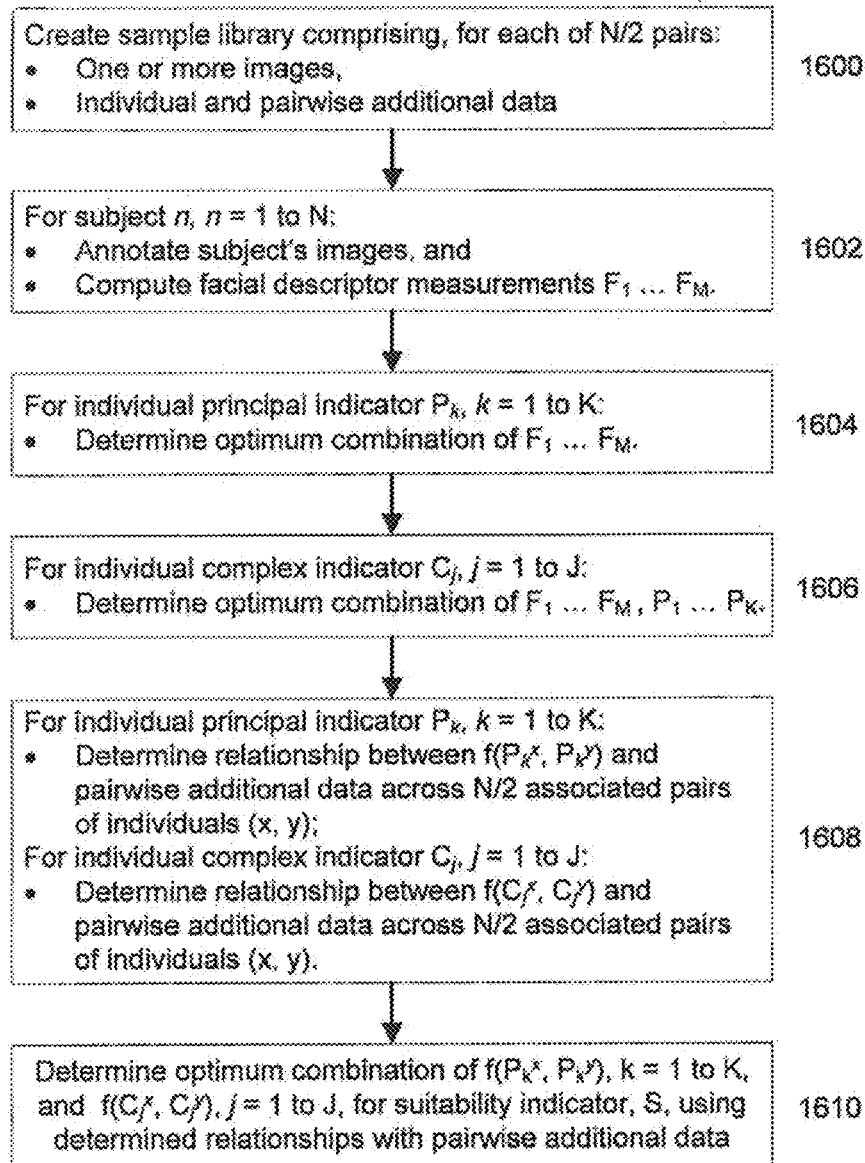 Create sample library comprising, for each of N/2 pairs:
• One or more images,
• Individual and pairwise additional data
1600
For subject n, n = 1 to N:
• Annotate subject's images, and
• Compute facial descriptor measurements F₁ ... F_M.
1602
For individual principal indicator Pₖ, k = 1 to K:
• Determine optimum combination of F₁ ... F_M.
1604
For individual complex indicator Cⱼ, j = 1 to J:
• Determine optimum combination of F₁ ... F_M , P₁ ... P_K.
1606
For individual principal indicator Pₖ, k = 1 to K:
• Determine relationship between f(Pₖˣ, Pₖʸ) and
pairwise additional data across N/2 associated pairs
of individuals (x, y);
For individual complex indicator Cⱼ, j = 1 to J:
• Determine relationship between f(Cⱼˣ, Cⱼʸ) and
pairwise additional data across N/2 associated pairs
of individuals (x, y).
1608
Determine optimum combination of f(Pₖˣ, Pₖʸ), k = 1 to K,
and f(Cⱼˣ, Cⱼʸ), j = 1 to J, for suitability indicator, S, using
determined relationships with pairwise additional data
1610